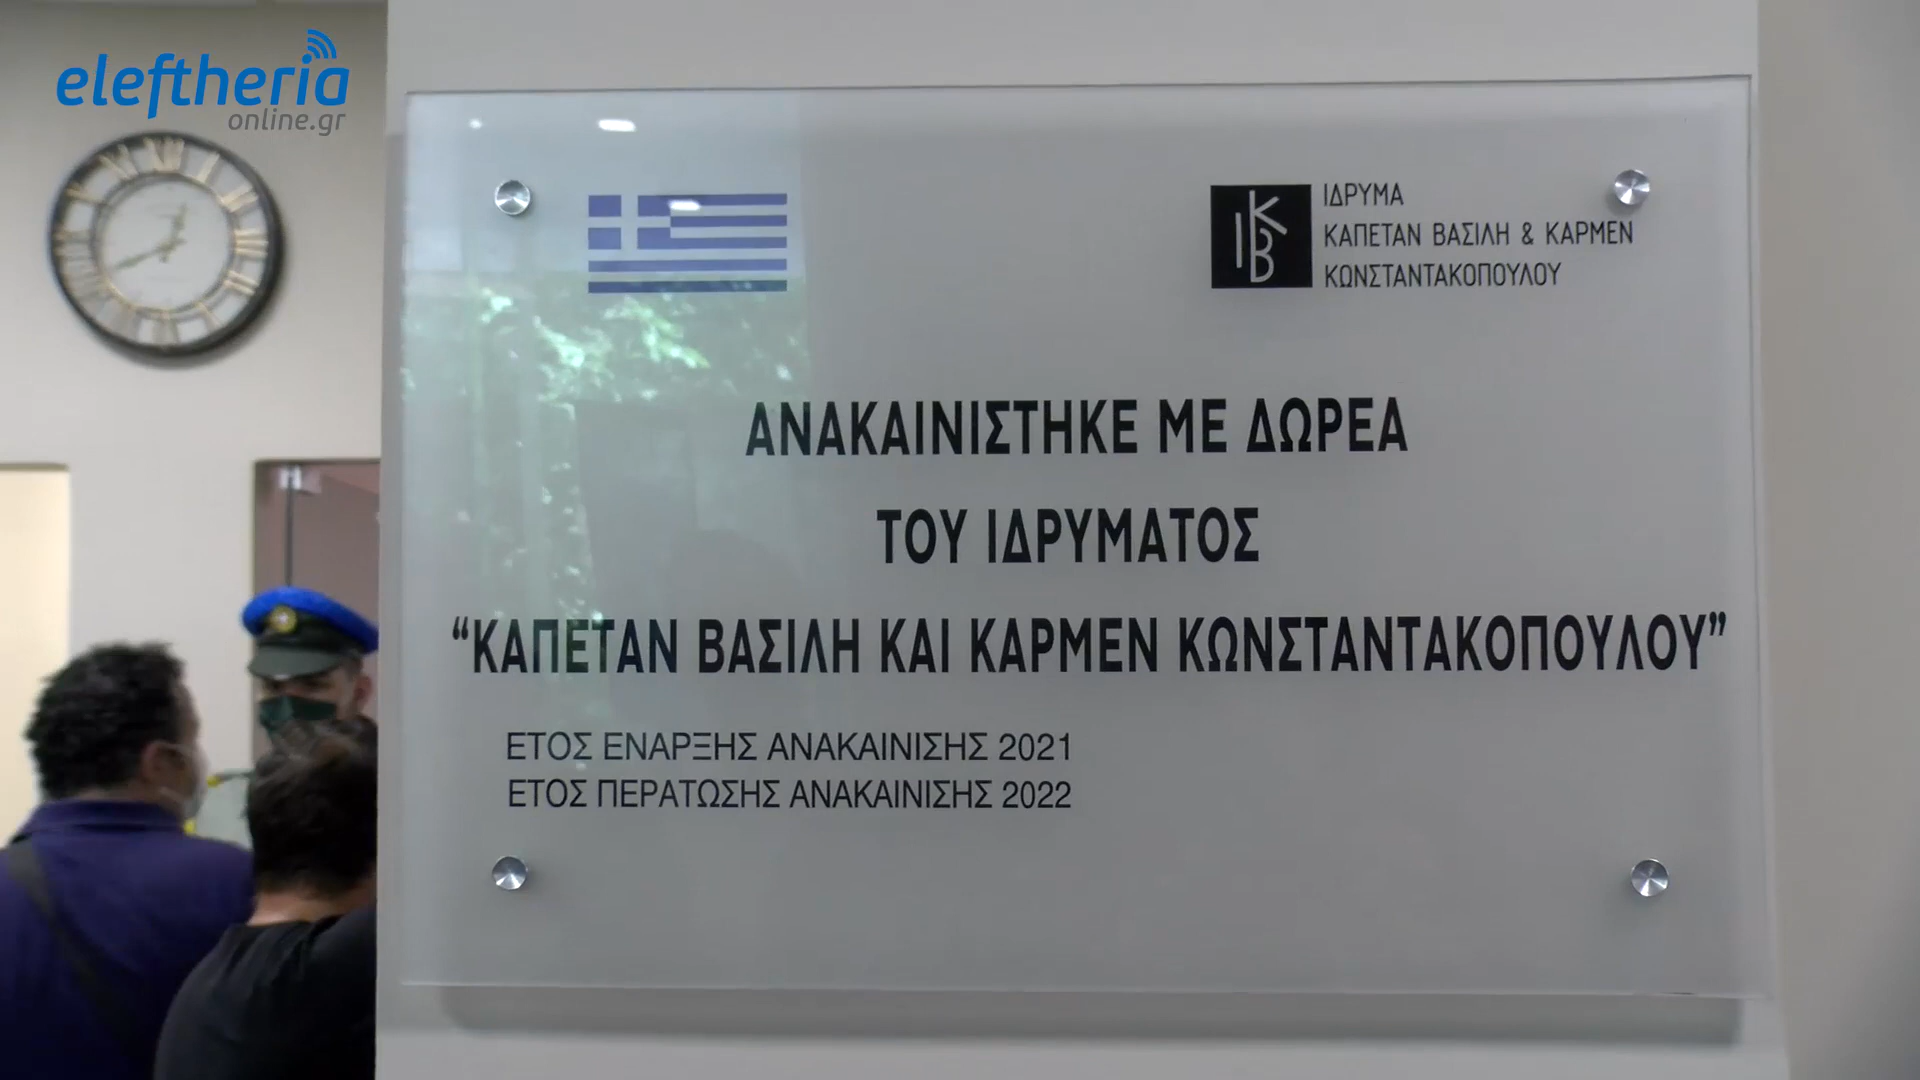 eleftheria
online.gr
ΙΔΡΥΜΑ
ΚΑΠΕΤΑΝ ΒΑΣΙΛΗ & ΚΑΡΜΕΝ
ΚΩΝΣΤΑΝΤΑΚΟΠΟΥΛΟΥ
ΑΝΑΚΑΙΝΙΣΤΗΚΕ ΜΕ ΔΩΡΕΑ
ΤΟΥ ΙΔΡΥΜΑΤΟΣ
“ΚΑΠΕΤΑΝ ΒΑΣΙΛΗ ΚΑΙ ΚΑΡΜΕΝ ΚΩΝΣΤΑΝΤΑΚΟΠΟΥΛΟΥ”
ΕΤΟΣ ΕΝΑΡΞΗΣ ΑΝΑΚΑΙΝΙΣΗΣ 2021
ΕΤΟΣ ΠΕΡΑΤΩΣΗΣ ΑΝΑΚΑΙΝΙΣΗΣ 2022